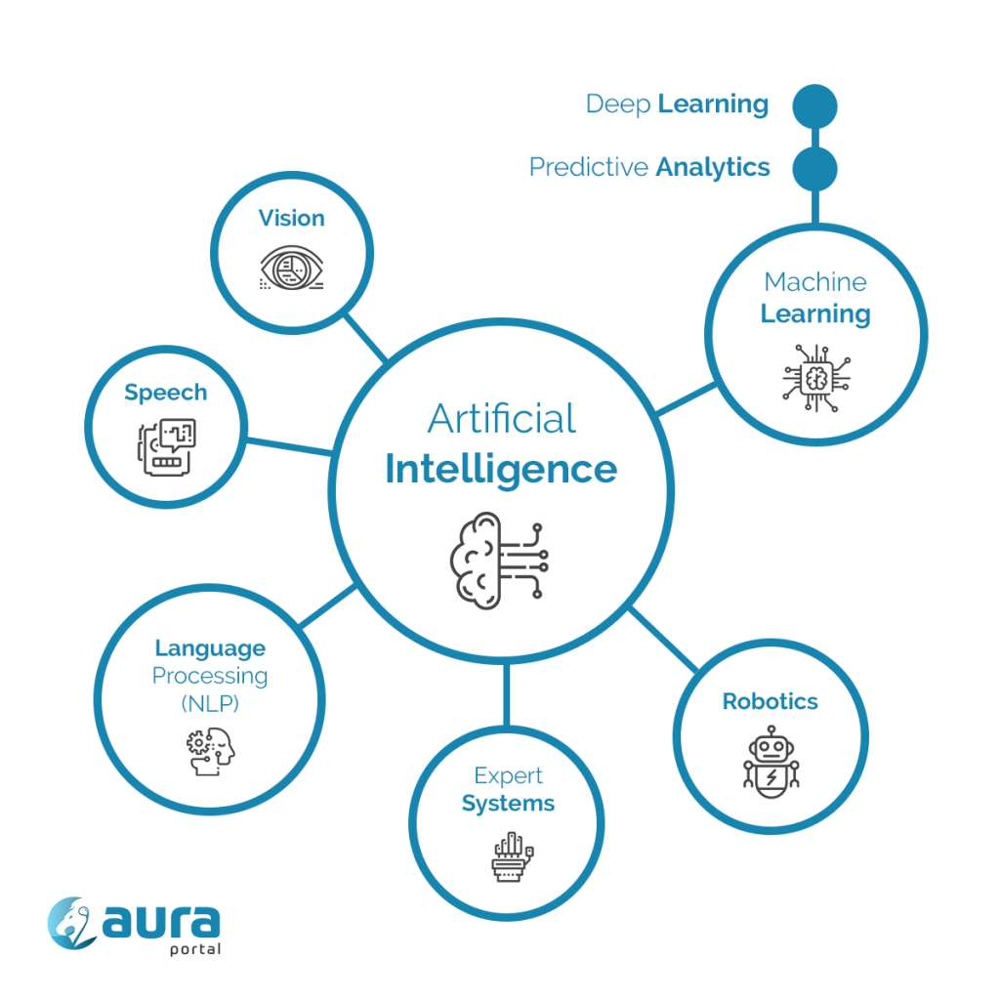 Deep Learning
Predictive Analytics
Vision
Machine
Learning
Speech
Artificial
Intelligence
Language
Processing
(NLP)
Robotics
Expert
Systems
aura
portal